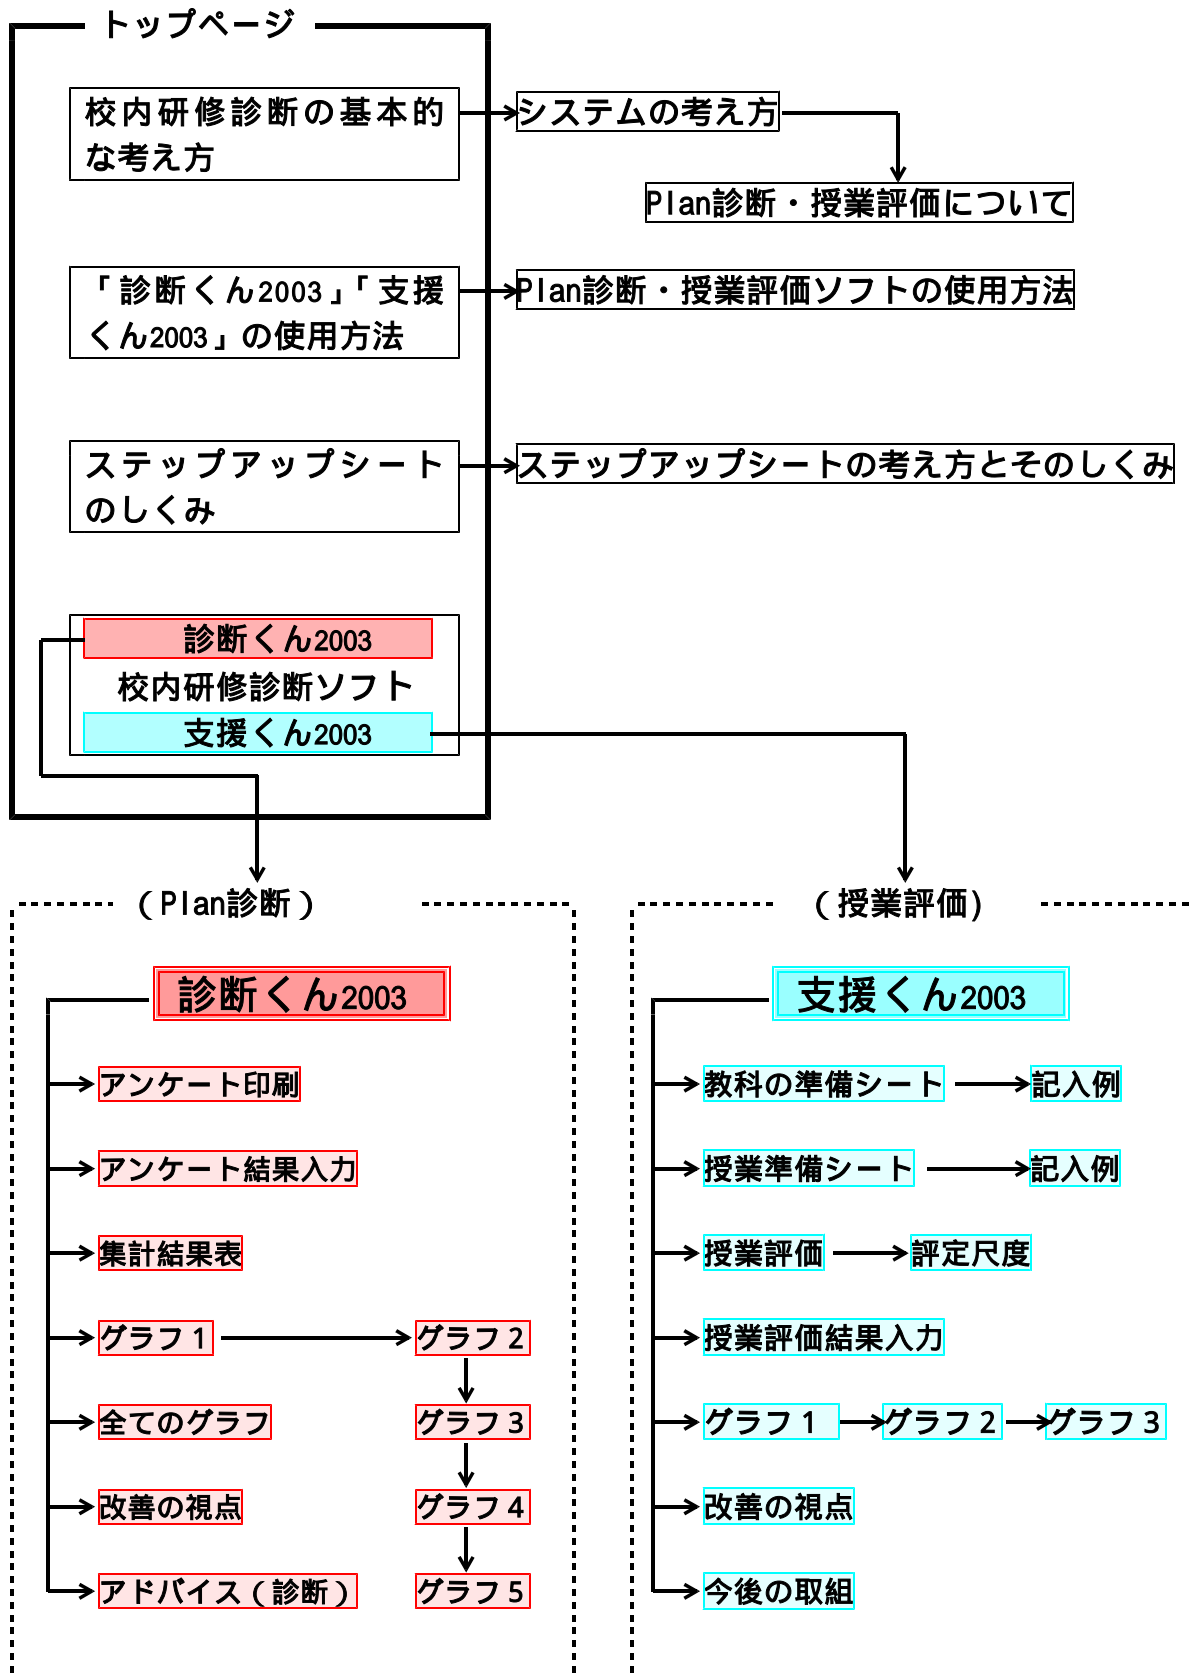 トップページ
校内研修診断の基本的
な考え方
システムの考え方
Plan診断・授業評価について
「診断くん2003」「支援
くん2003」の使用方法
Plan診断・授業評価ソフトの使用方法
ステップアップシート
のしくみ
ステップアップシートの考え方とそのしくみ
診断くん2003
校内研修診断ソフト
支援くん2003
（Plan診断）
診断くん2003
アンケート印刷
アンケート結果入力
集計結果表
グラフ1
グラフ2
全てのグラフ
グラフ3
改善の視点
グラフ4
アドバイス（診断）
グラフ5
（授業評価)
支援くん2003
教科の準備シート
記入例
授業準備シート
記入例
授業評価
評定尺度
授業評価結果入力
グラフ1
グラフ2
グラフ3
改善の視点
今後の取組